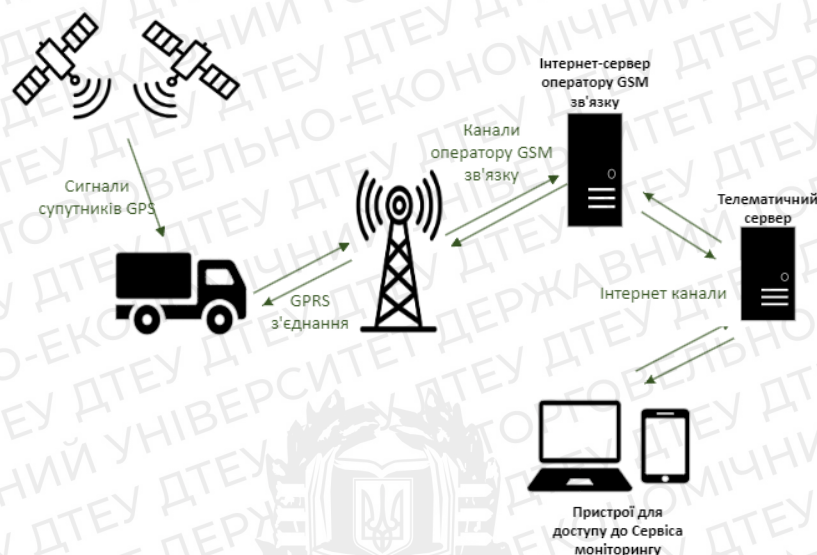 Інтернет-сервер
оператору GSM
зв'язку
Канали
оператору GSM
зв'язку
Сигнали
супутників GPS
Телематичний
сервер
GPRS
з'єднання
Інтернет канали
Пристрої для
доступу до Сервіса
моніторингу